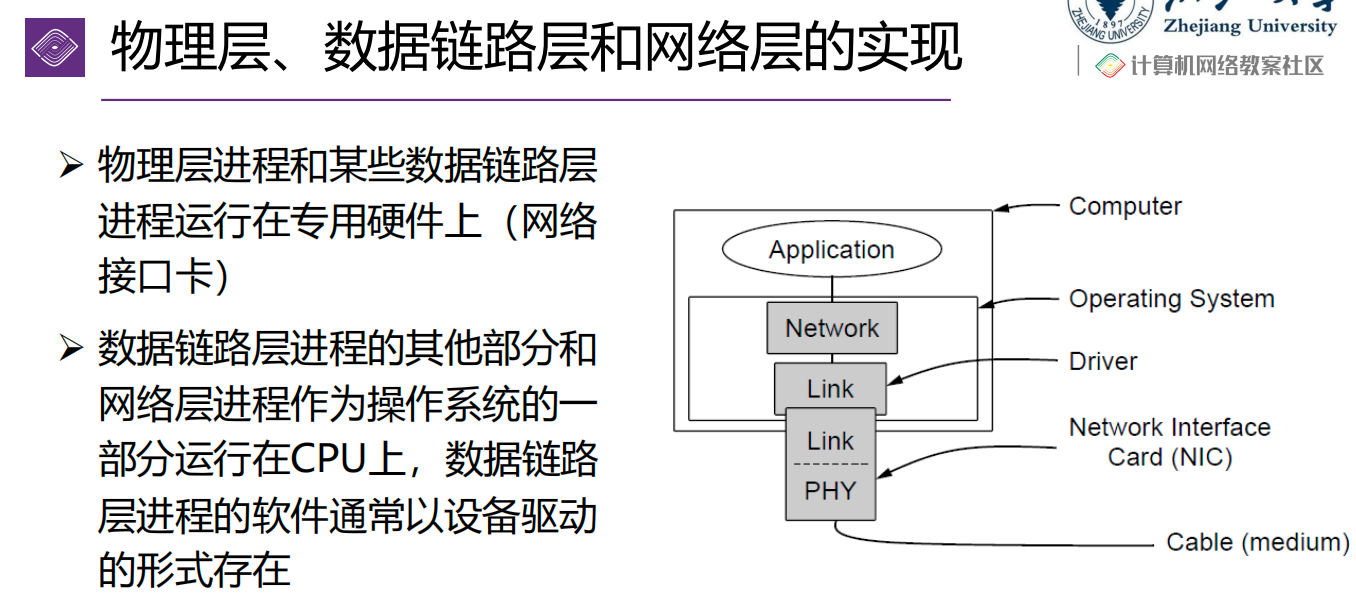 物理层、数据链路层和网络层的实现
ZHEJIANG UNIVERSITY
1897
Zhejiang University
计算机网络教案社区
➢ 物理层进程和某些数据链路层
进程运行在专用硬件上（网络
接口卡）
➢ 数据链路层进程的其他部分和
网络层进程作为操作系统的一
部分运行在CPU上，数据链路
层进程的软件通常以设备驱动
的形式存在
Computer
Application
Operating System
Network
Driver
Link
Network Interface
Card (NIC)
Link
PHY
Cable (medium)